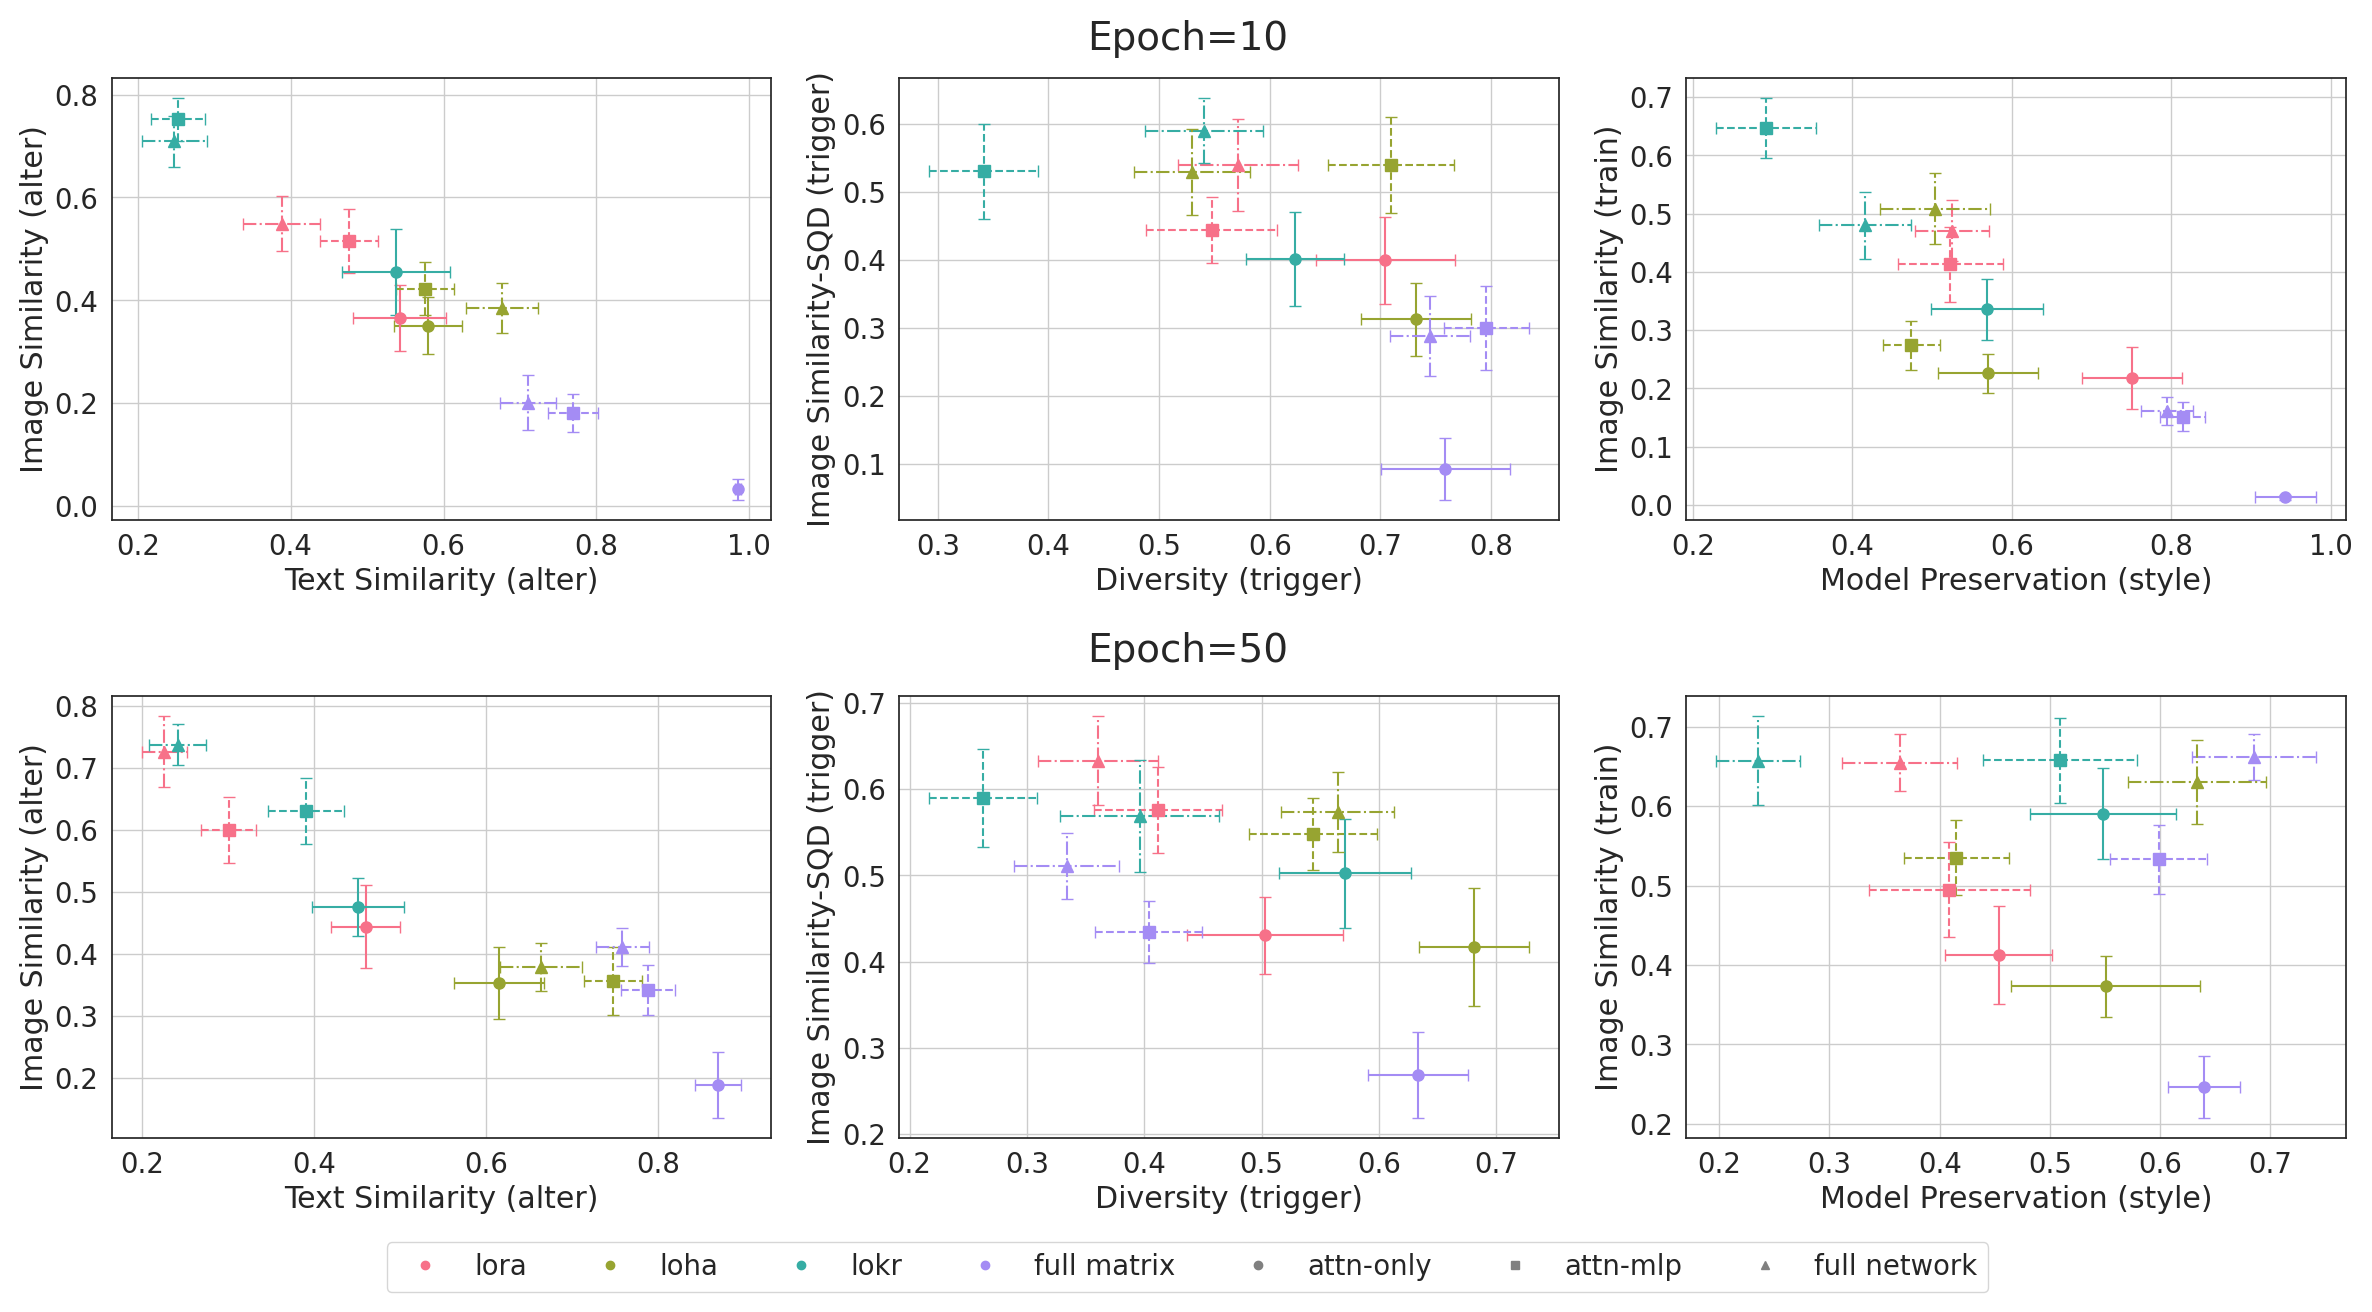 Epoch=10
Image Similarity (alter)
0.8
0.6
0.4
0.2
0.0
0.2 0.4 0.6 0.8 1.0
Text Similarity (alter)
Image Similarity-SQD (trigger)
0.6
0.5
0.4
0.3
0.2
0.1
0.3 0.4 0.5 0.6 0.7 0.8
Diversity (trigger)
Image Similarity (train)
0.7
0.6
0.5
0.4
0.3
0.2
0.1
0.0
0.2 0.4 0.6 0.8 1.0
Model Preservation (style)
Epoch=50
Image Similarity (alter)
0.8
0.7
0.6
0.5
0.4
0.3
0.2
0.2 0.4 0.6 0.8
Text Similarity (alter)
Image Similarity-SQD (trigger)
0.7
0.6
0.5
0.4
0.3
0.2
0.2 0.3 0.4 0.5 0.6 0.7
Diversity (trigger)
Image Similarity (train)
0.7
0.6
0.5
0.4
0.3
0.2
0.2 0.3 0.4 0.5 0.6 0.7
Model Preservation (style)
lora loha lokr full matrix attn-only attn-mlp full network